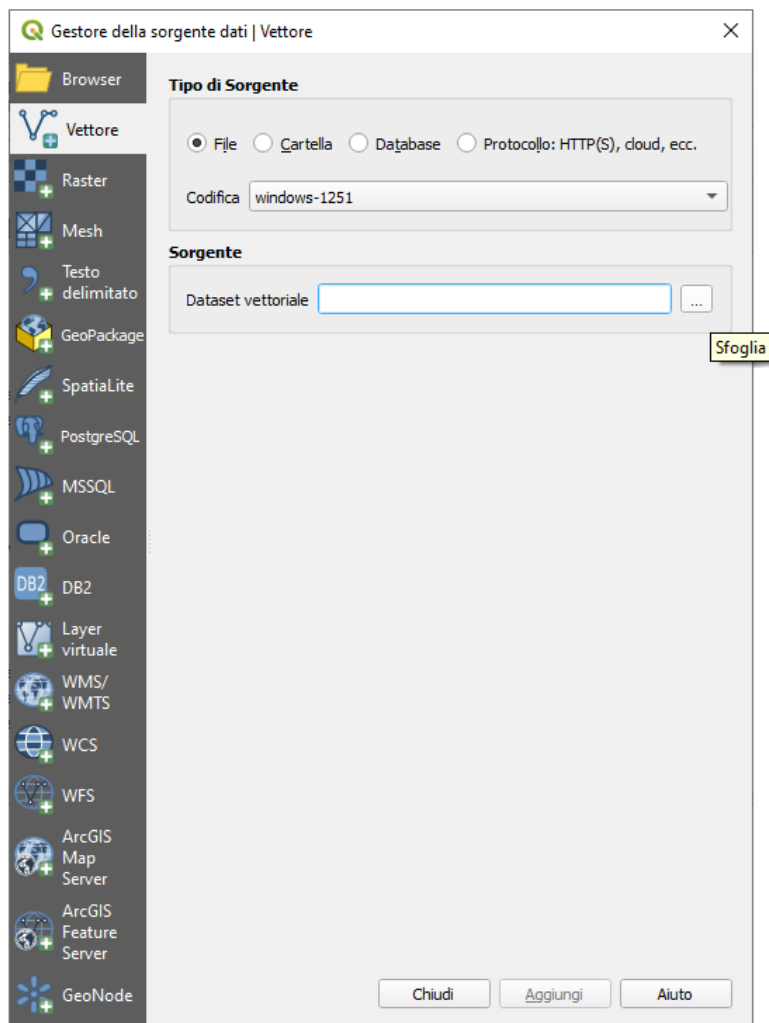 Gestore della sorgente dati | Vettore
Browser
Vettore
Raster
Mesh
Testo
delimitato
GeoPackage
SpatiaLite
PostgreSQL
MSSQL
Oracle
DB2
DB2
Layer
virtuale
WMS/
WMTS
WCS
WFS
ArcGIS
Map
Server
ArcGIS
Feature
Server
GeoNode
Tipo di Sorgente
File
Cartella
Database
Protocollo: HTTP(S), cloud, ecc.
Codifica
windows-1251
Sorgente
Dataset vettoriale
...
Sfoglia
Chiudi
Aggiungi
Aiuto